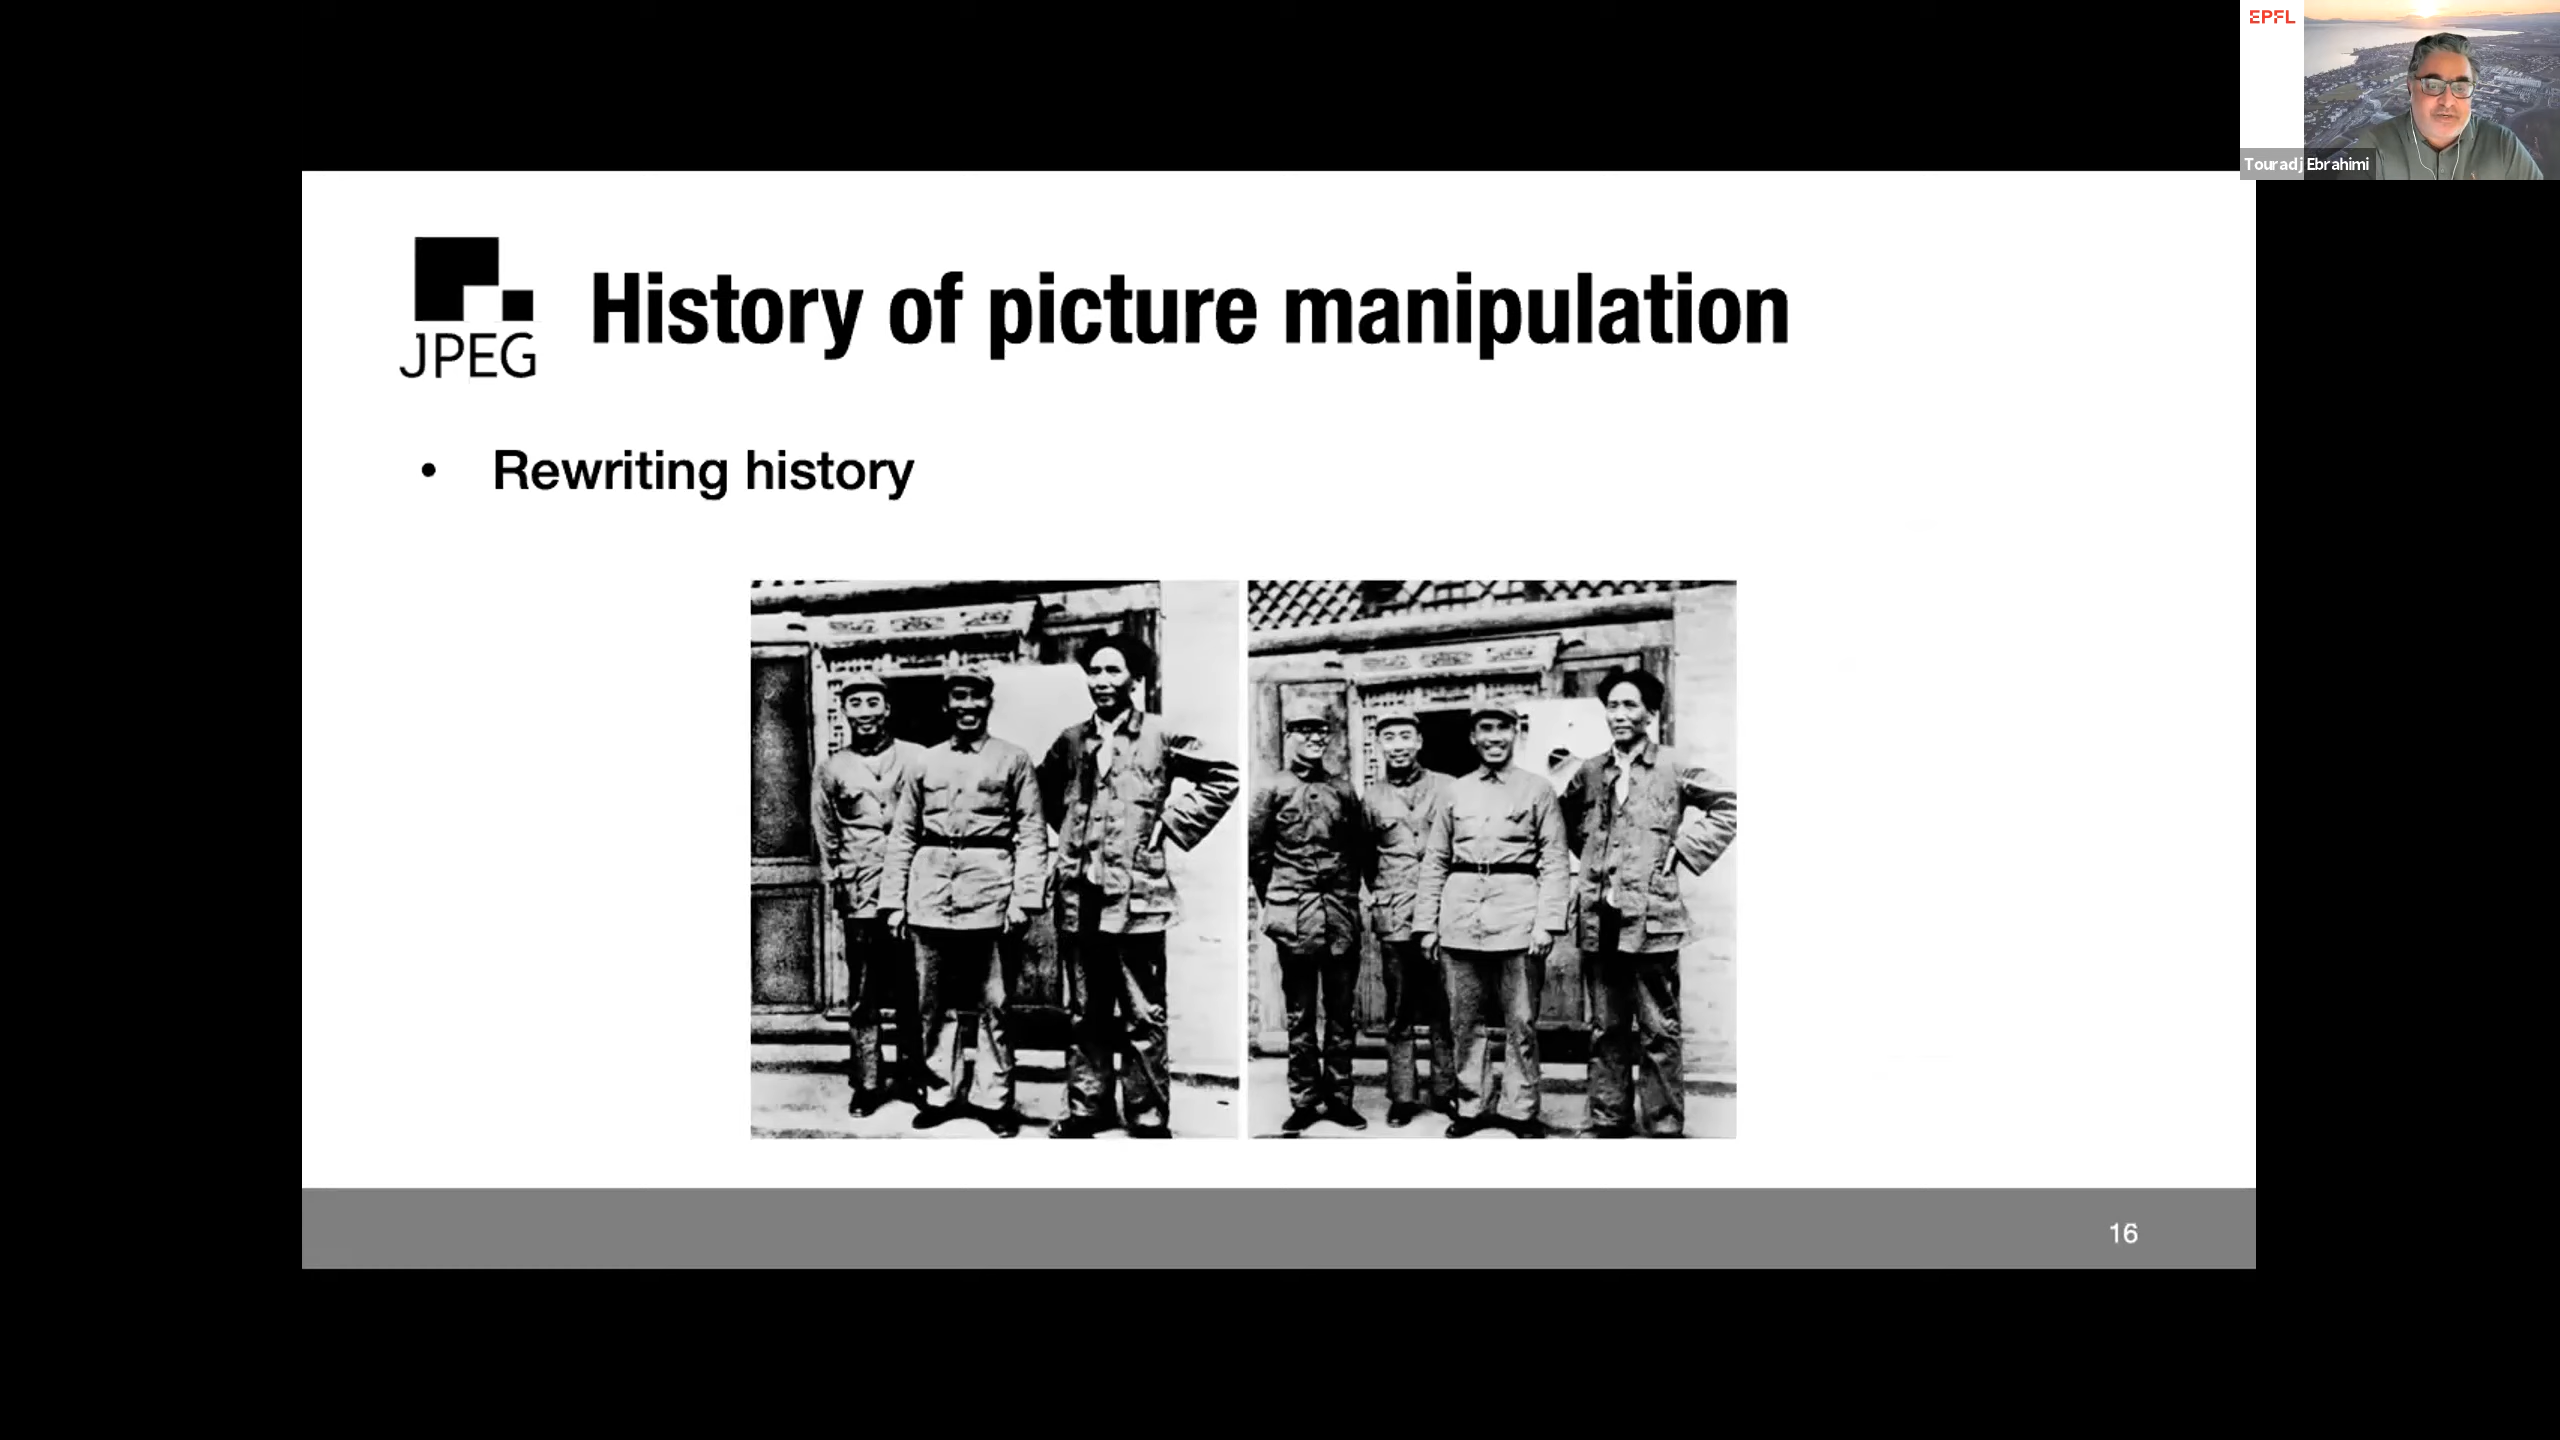 EPFL
Touradj Ebrahimi
JPEG
History of picture manipulation
• Rewriting history
16